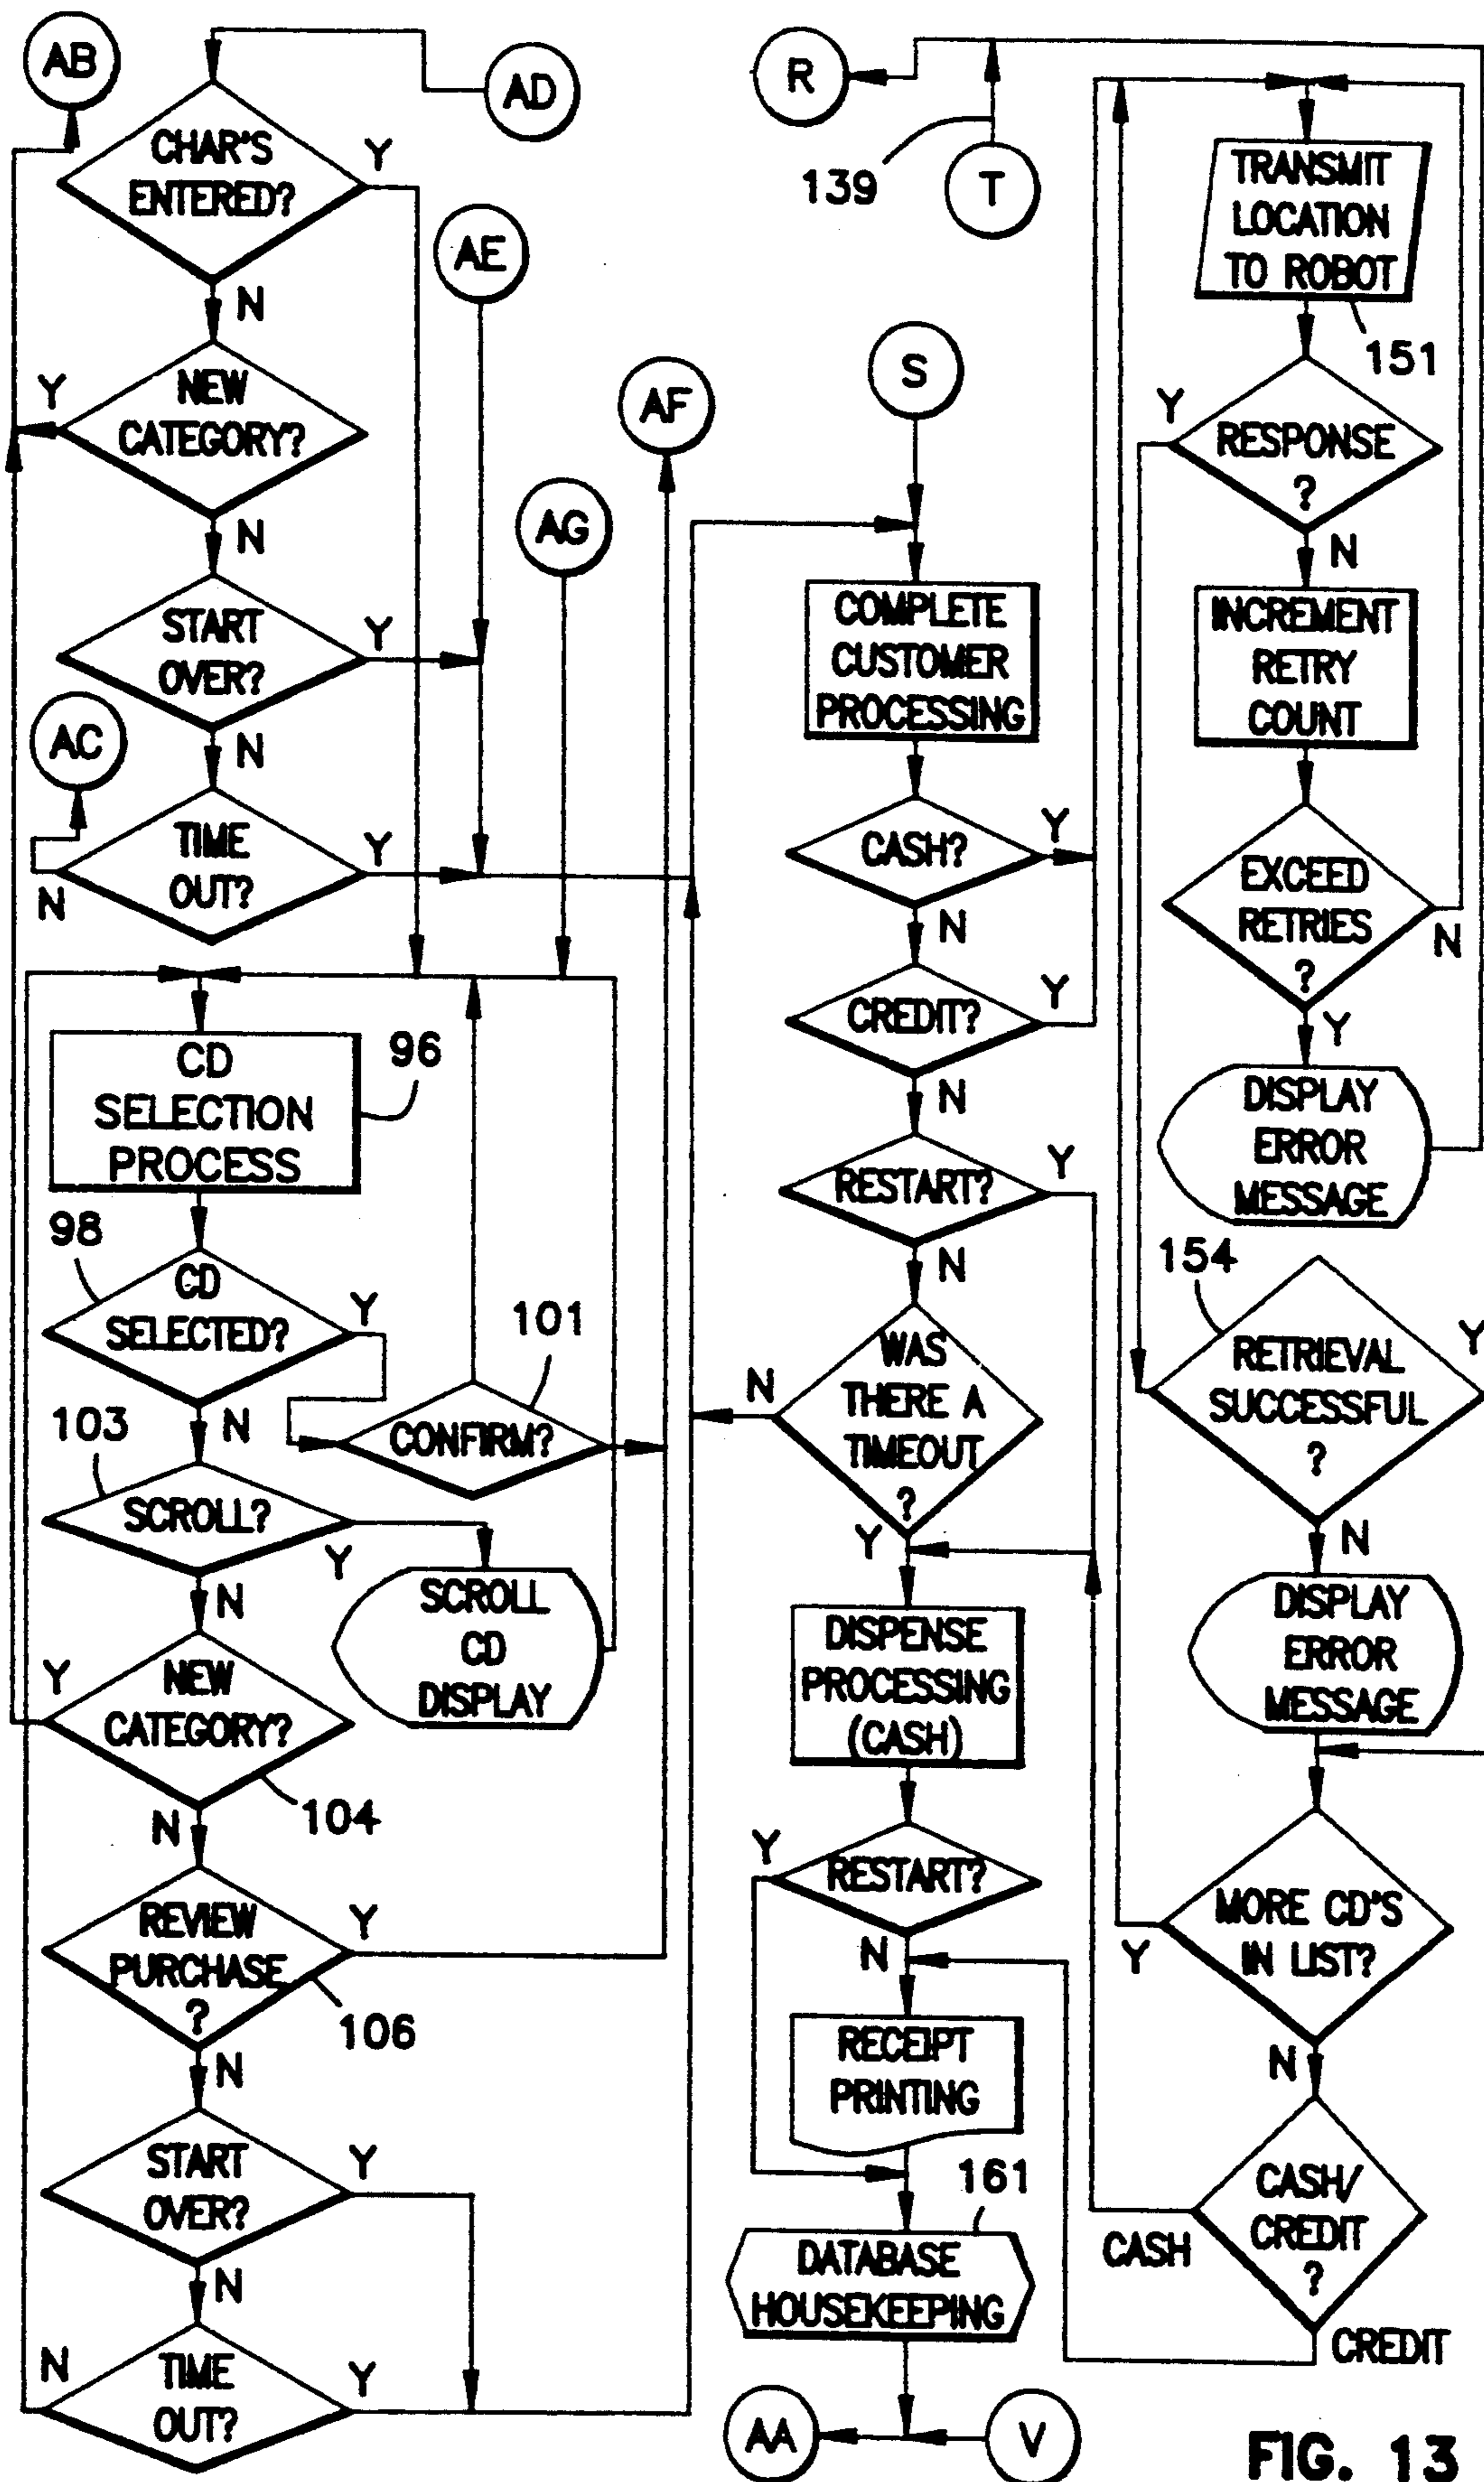 AB
AD
CHAR'S
ENTERED?
Y
N
AE
NEW
CATEGORY?
Y
N
AF
AG
START
OVER?
Y
N
AC
TIME
OUT?
Y
N
CD
SELECTION
PROCESS
96
98
CD
SELECTED?
Y
N
101
CONFIRM?
103
SCROLL?
Y
N
SCROLL
CD
DISPLAY
NEW
CATEGORY?
Y
104
N
REVIEW
PURCHASE
?
Y
106
N
START
OVER?
Y
N
TIME
OUT?
N
Y
R
139
T
S
COMPLETE
CUSTOMER
PROCESSING
CASH?
Y
N
CREDIT?
Y
N
RESTART?
Y
N
WAS
THERE A
TIMEOUT
?
N
Y
DISPENSE
PROCESSING
(CASH)
RESTART?
Y
N
RECEIPT
PRINTING
161
DATABASE
HOUSEKEEPING
AA
V
TRANSMIT
LOCATION
TO ROBOT
151
RESPONSE
?
Y
N
INCREMENT
RETRY
COUNT
EXCEED
RETRIES
?
N
Y
DISPLAY
ERROR
MESSAGE
154
RETRIEVAL
SUCCESSFUL
?
Y
N
DISPLAY
ERROR
MESSAGE
MORE CD'S
IN LIST?
Y
N
CASH/
CREDIT
?
CASH
CREDIT
FIG. 13